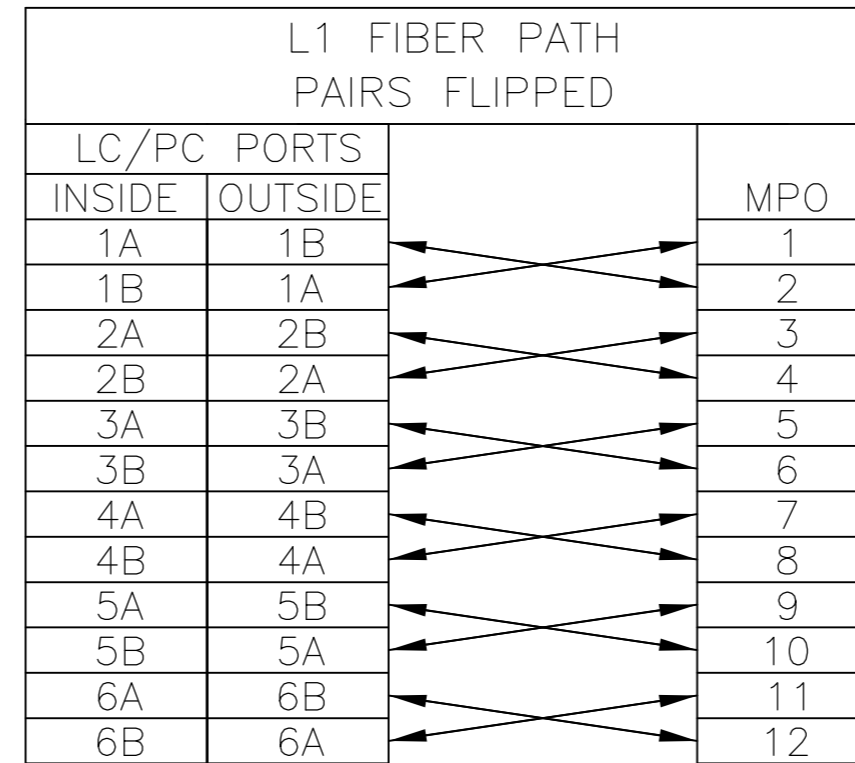 L1 FIBER PATH
PAIRS FLIPPED
LC/PC PORTS
INSIDE OUTSIDE MPO
1A 1B 1
1B 1A 2
2A 2B 3
2B 2A 4
3A 3B 5
3B 3A 6
4A 4B 7
4B 4A 8
5A 5B 9
5B 5A 10
6A 6B 11
6B 6A 12